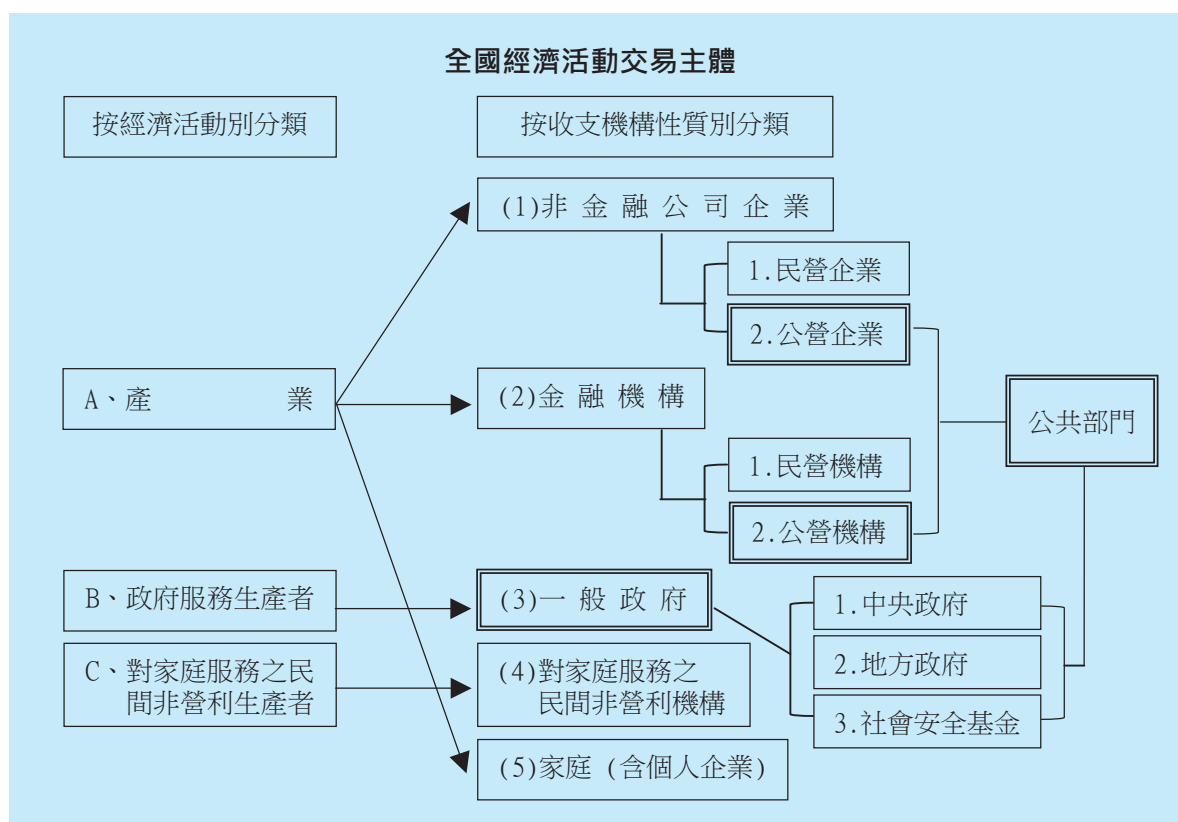 全國經濟活動交易主體
按經濟活動別分類
按收支機構性質別分類
(1)非金融公司企業
1.民營企業
2.公營企業
A、產業
(2)金融機構
公共部門
1.民營機構
2.公營機構
B、政府服務生產者
(3)一般政府
1.中央政府
2.地方政府
3.社會安全基金
C、對家庭服務之民
間非營利生產者
(4)對家庭服務之
民間非營利機構
(5)家庭 (含個人企業)